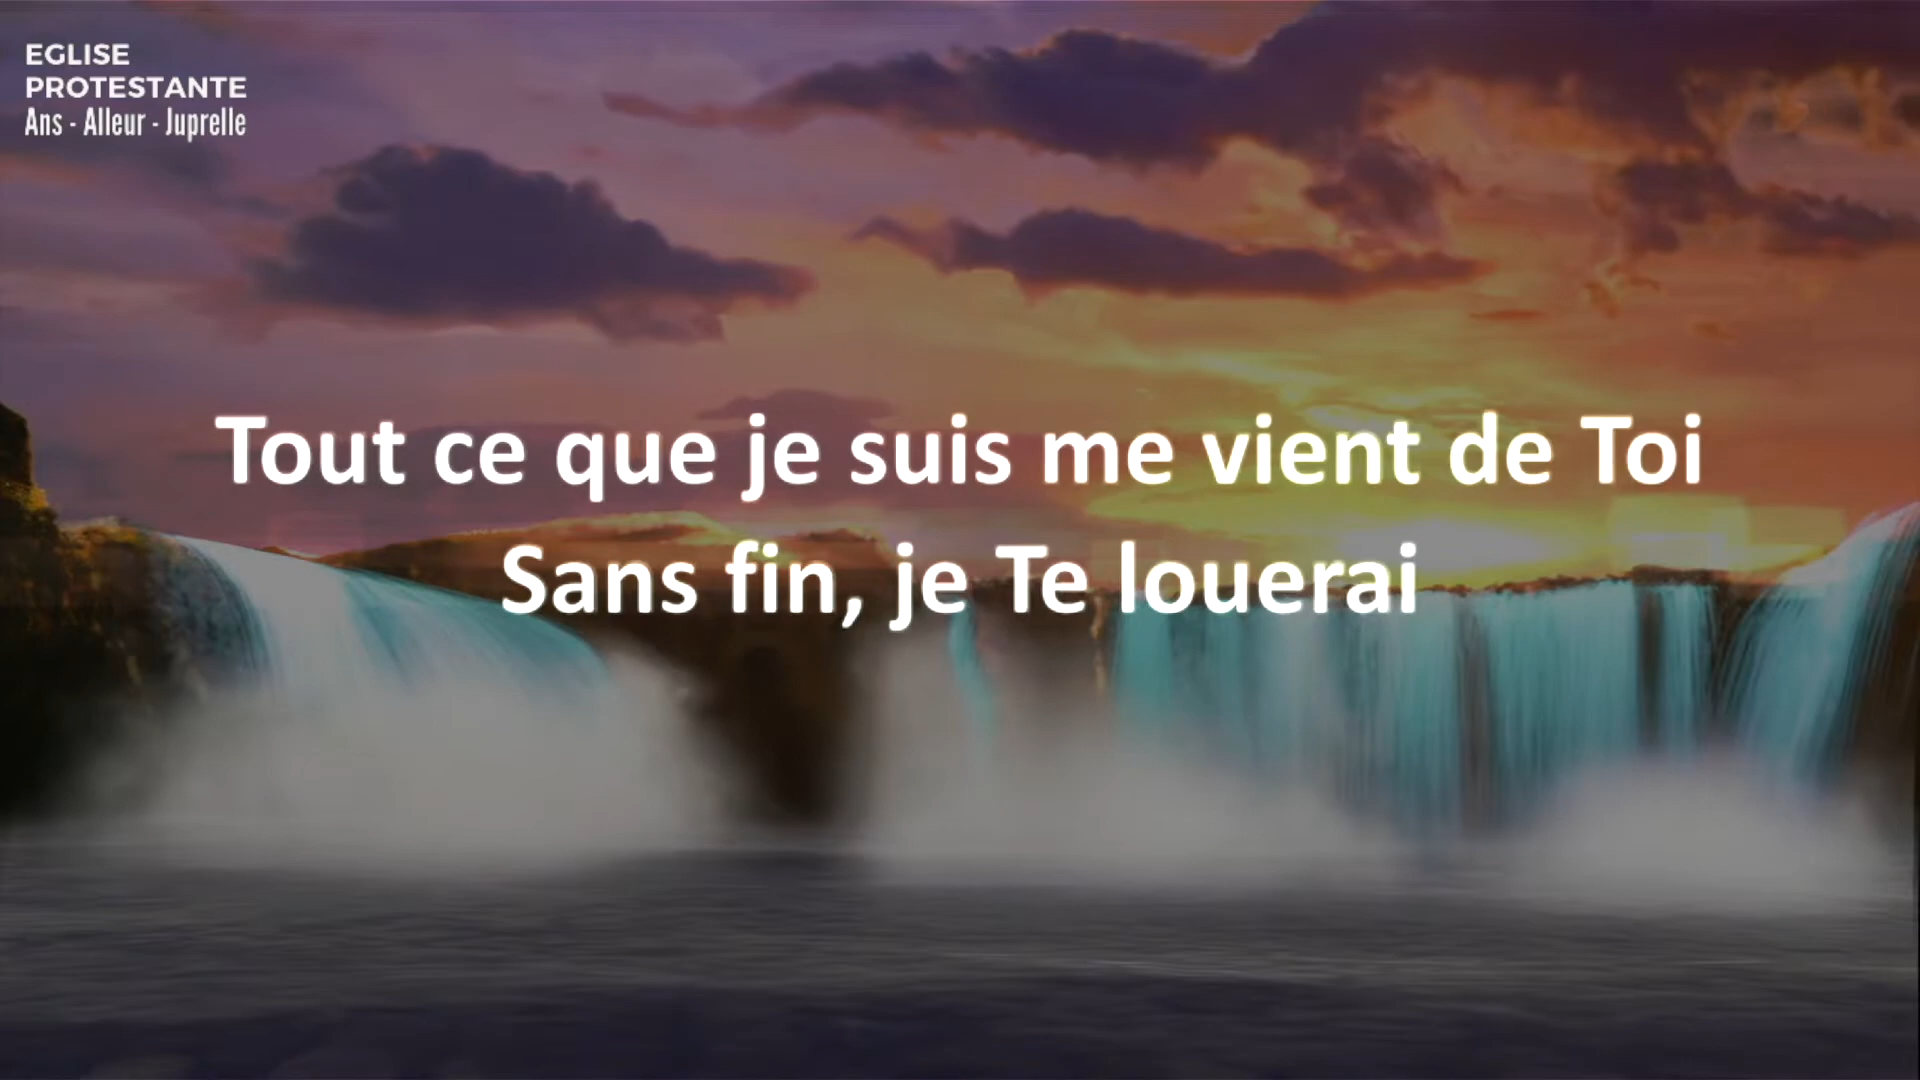 EGLISE
PROTESTANTE
Ans - Alleur - Juprelle
Tout ce que je suis me vient de Toi
Sans fin, je Te louerai